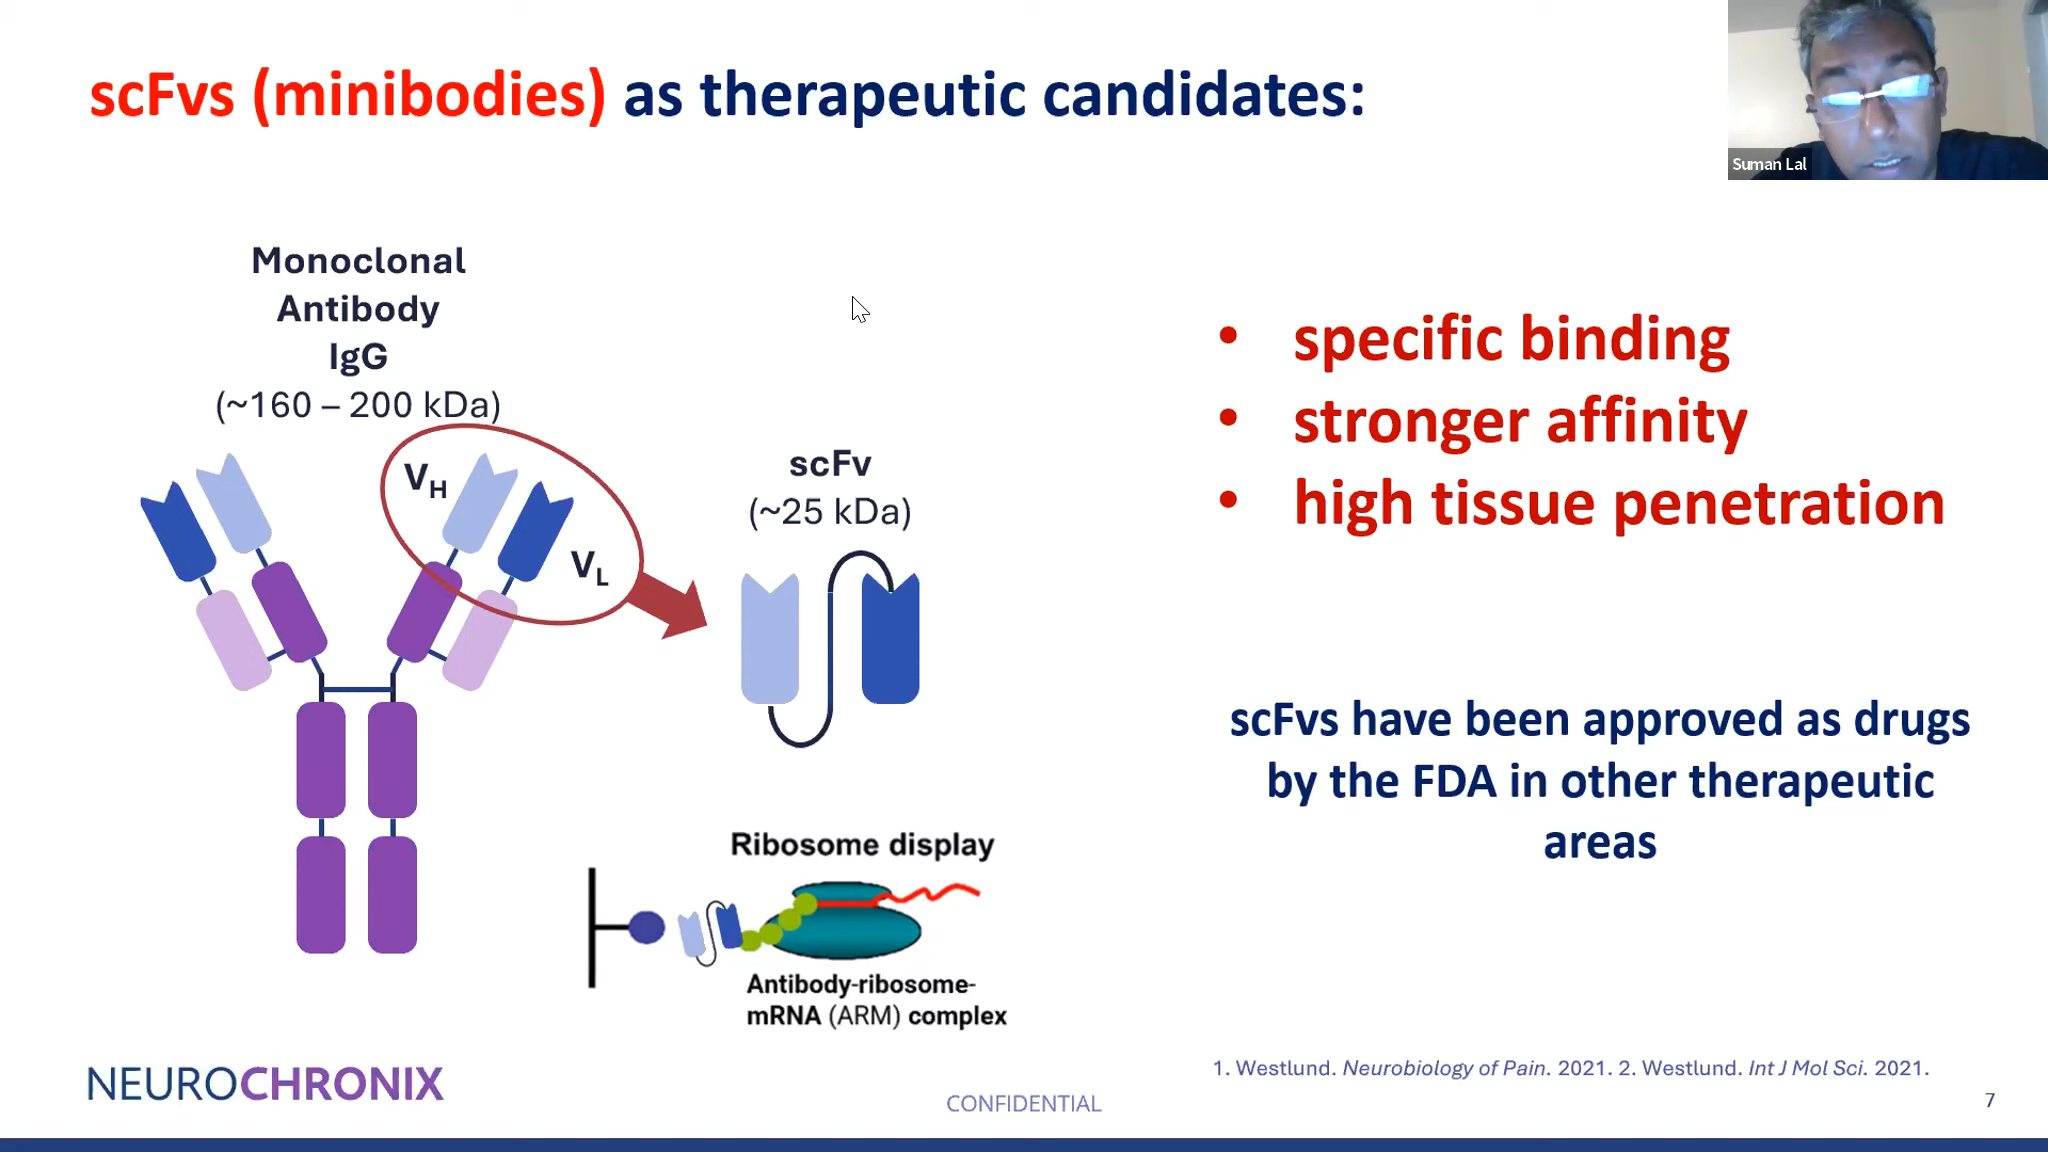 scFvs (minibodies) as therapeutic candidates:
Suman Lal
Monoclonal
Antibody
IgG
(~160 – 200 kDa)
VH
VL
scFv
(~25 kDa)
• specific binding
• stronger affinity
• high tissue penetration
scFvs have been approved as drugs
by the FDA in other therapeutic
areas
Ribosome display
Antibody-ribosome-
mRNA (ARM) complex
1. Westlund. Neurobiology of Pain. 2021. 2. Westlund. Int J Mol Sci. 2021.
NEUROCHRONIX
CONFIDENTIAL
7